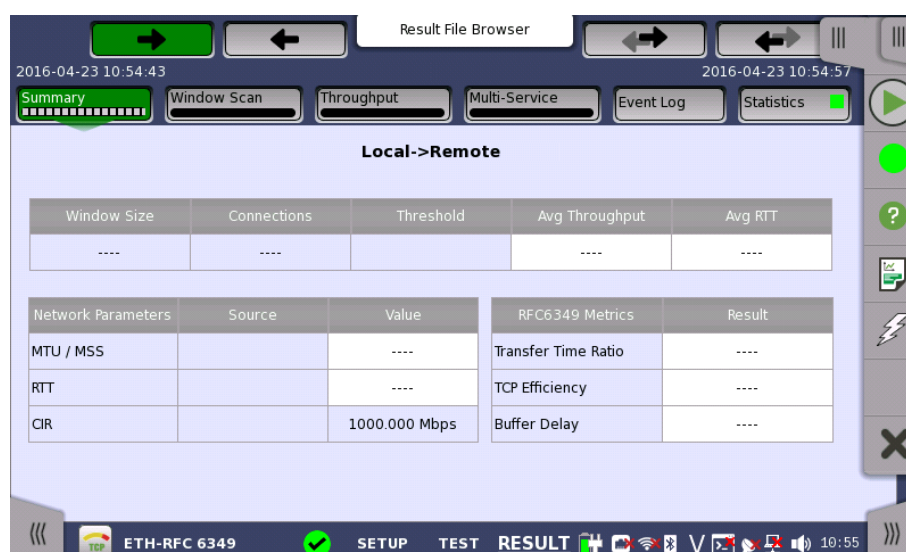 Result File Browser
2016-04-23 10:54:43
2016-04-23 10:54:57
Summary
Window Scan
Throughput
Multi-Service
Event Log
Statistics
Local->Remote
Window Size Connections Threshold Avg Throughput Avg RTT
---- ---- ---- ----
Network Parameters Source Value
MTU / MSS ----
RTT ----
CIR 1000.000 Mbps
RFC6349 Metrics Result
Transfer Time Ratio ----
TCP Efficiency ----
Buffer Delay ----
TCP ETH-RFC 6349 SETUP TEST RESULT V 10:55